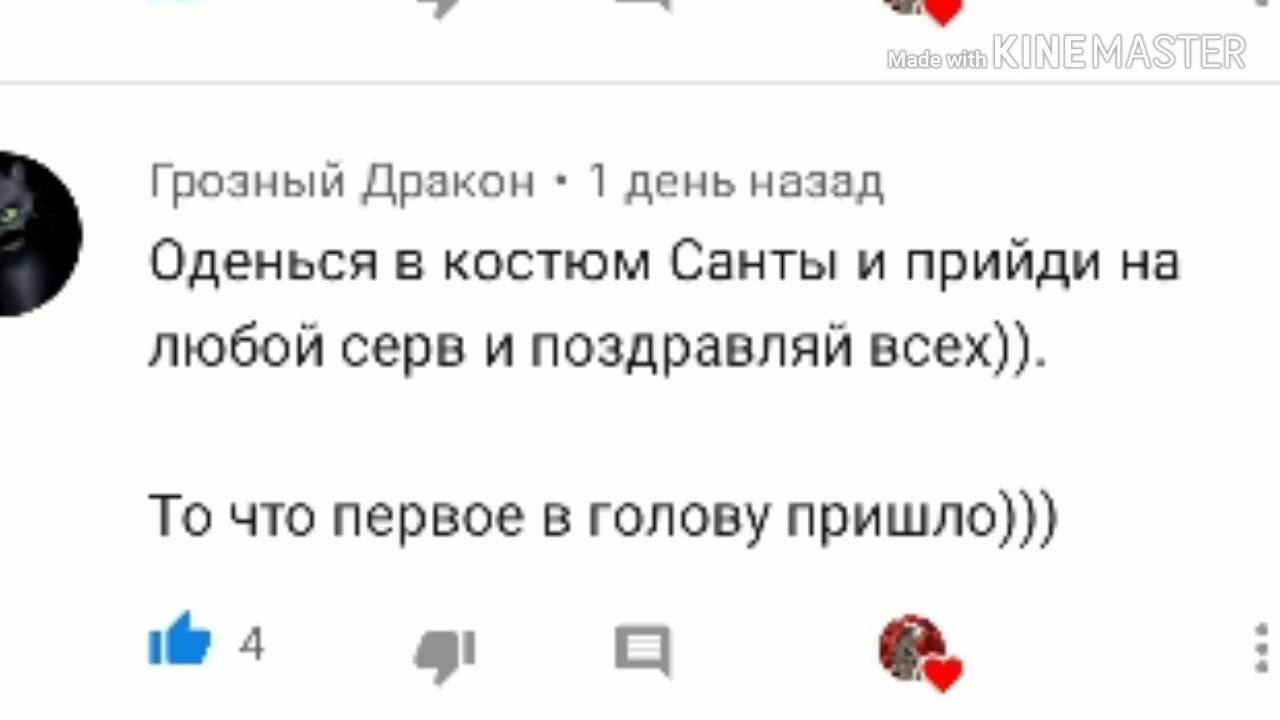 Made with KINEMASTER
Грозный Дракон • 1 день назад
Оденься в костюм Санты и прийди на
любой серв и поздравляй всех)).
То что первое в голову пришло)))
4